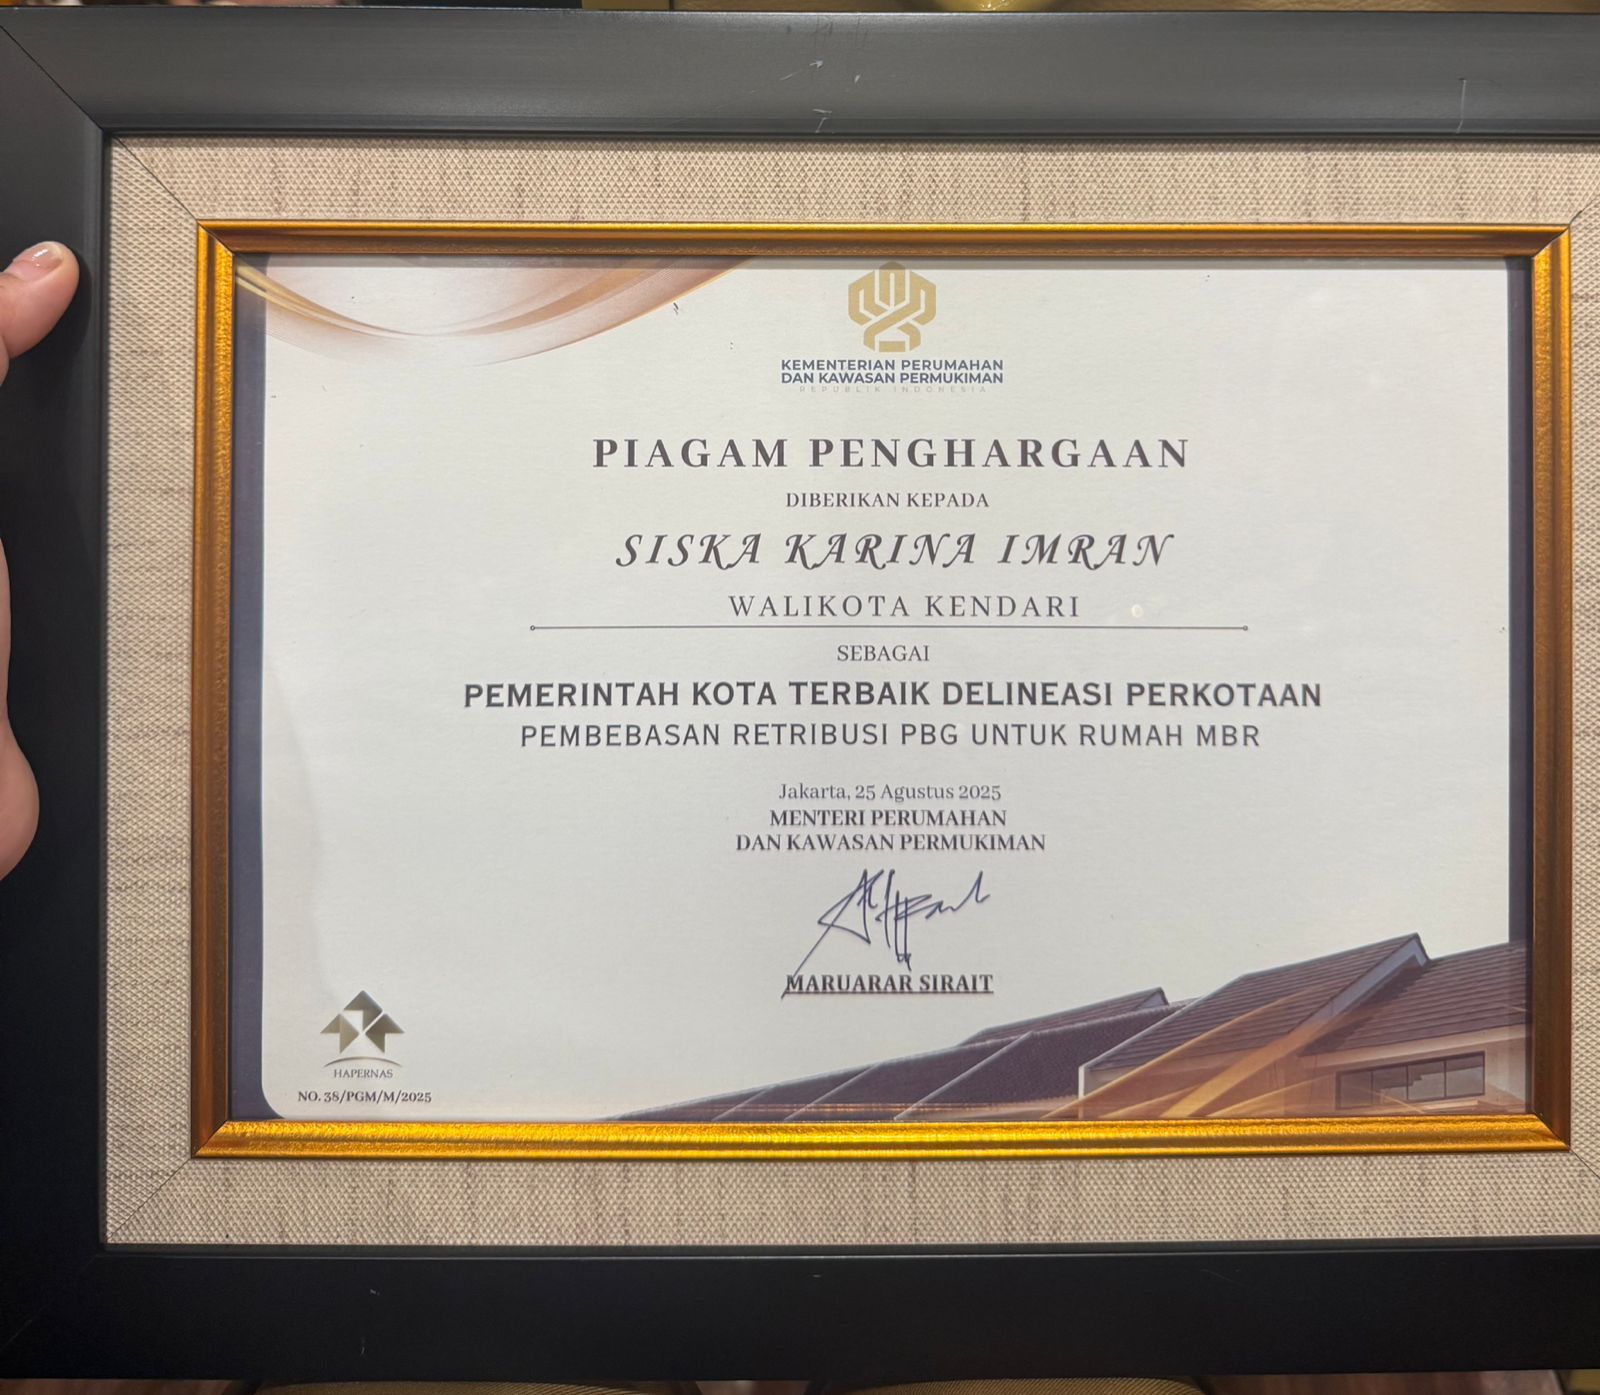 KEMENTERIAN PERUMAHAN
DAN KAWASAN PERMUKIMAN
REPUBLIK INDONESIA
PIAGAM PENGHARGAAN
DIBERIKAN KEPADA
SISKA KARINA IMRAN
WALIKOTA KENDARI
SEBAGAI
PEMERINTAH KOTA TERBAIK DELINEASI PERKOTAAN
PEMBEBASAN RETRIBUSI PBG UNTUK RUMAH MBR
Jakarta, 25 Agustus 2025
MENTERI PERUMAHAN
DAN KAWASAN PERMUKIMAN
MARUARAR SIRAIT
HAPERNAS
NO. 38/PGM/M/2025